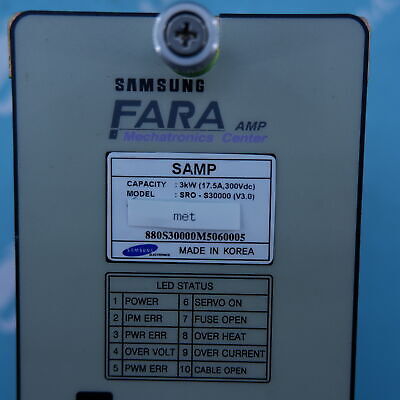 SAMSUNG
FARA AMP
Mechatronics Center
SAMP
CAPACITY : 3kW (17.5A,300Vdc)
MODEL : SRO - S30000 (V3.0)
met
880S30000M5060005
SAMSUNG ELECTRONICS MADE IN KOREA
LED STATUS
1 POWER 6 SERVO ON
2 IPM ERR 7 FUSE OPEN
3 PWR ERR 8 OVER HEAT
4 OVER VOLT 9 OVER CURRENT
5 PWM ERR 10 CABLE OPEN